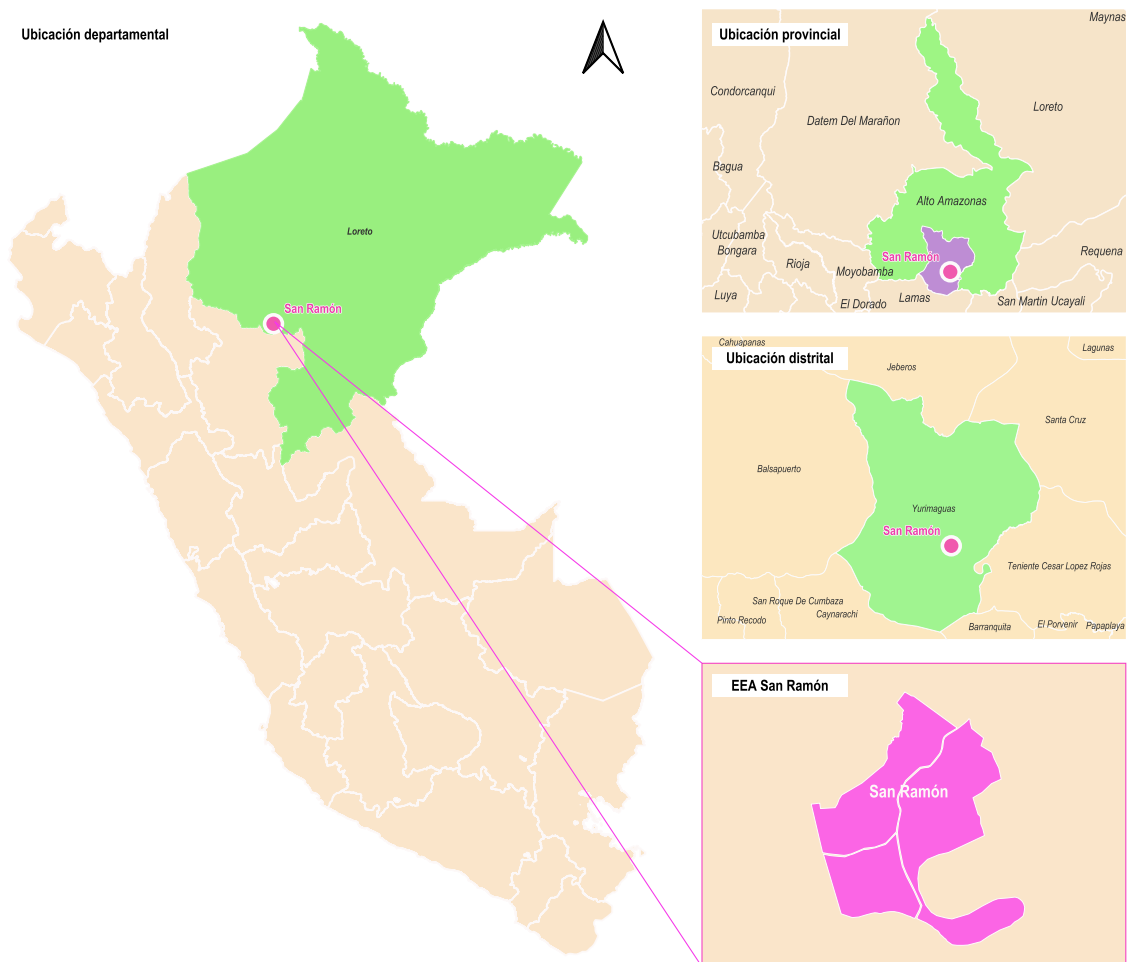 Ubicación departamental
Loreto
San Ramón
Ubicación provincial
Maynas
Condorcanqui
Loreto
Datem Del Marañon
Bagua
Alto Amazonas
Utcubamba
Bongara
Rioja
San Ramón
Requena
Moyobamba
Luya
El Dorado
Lamas
San Martin Ucayali
Cahuapanas
Ubicación distrital
Lagunas
Jeberos
Santa Cruz
Balsapuerto
Yurimaguas
San Ramón
Teniente Cesar Lopez Rojas
San Roque De Cumbaza
Caynarachi
Pinto Recodo
Barranquita
El Porvenir
Papaplaya
EEA San Ramón
San Ramón